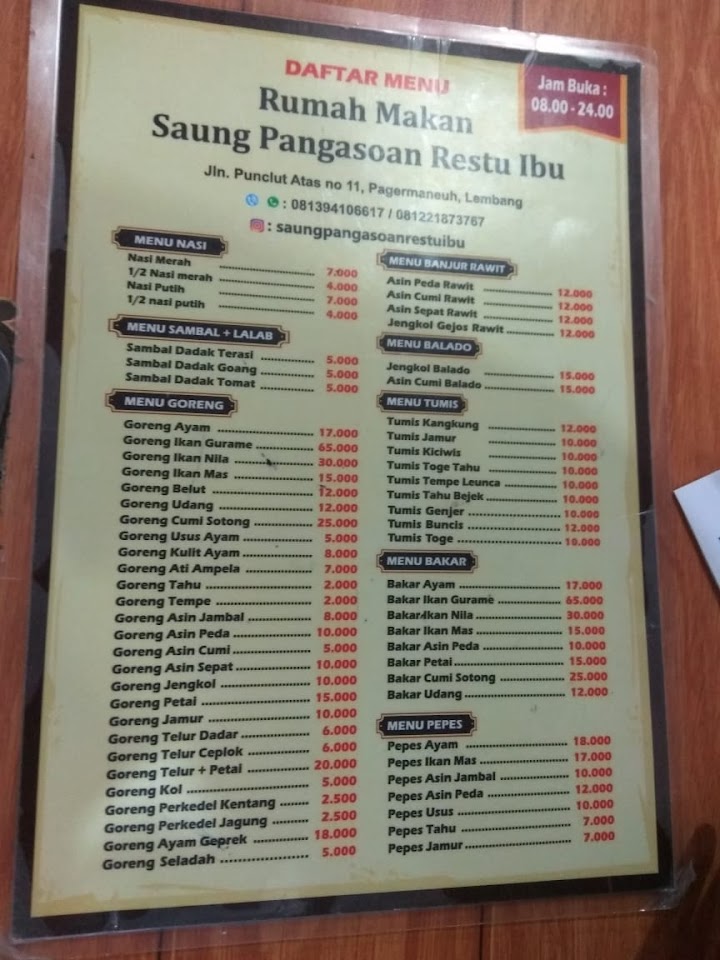 DAFTAR MENU
Rumah Makan
Saung Pangasoan Restu Ibu
Jam Buka :
08.00 - 24.00
Jln. Punclut Atas no 11, Pagermaneuh, Lembang
: 081394106617 / 081221873767
: saungpangasoanrestuibu
MENU NASI
Nasi Merah 7.000
1/2 Nasi merah 4.000
Nasi Putih 7.000
1/2 nasi putih 4.000
MENU SAMBAL + LALAB
Sambal Dadak Terasi 5.000
Sambal Dadak Goang 5.000
Sambal Dadak Tomat 5.000
MENU GORENG
Goreng Ayam 17.000
Goreng Ikan Gurame 65.000
Goreng Ikan Nila 30.000
Goreng Ikan Mas 15.000
Goreng Belut 12.000
Goreng Udang 12.000
Goreng Cumi Sotong 25.000
Goreng Usus Ayam 5.000
Goreng Kulit Ayam 8.000
Goreng Ati Ampela 7.000
Goreng Tahu 2.000
Goreng Tempe 2.000
Goreng Asin Jambal 8.000
Goreng Asin Peda 10.000
Goreng Asin Cumi 5.000
Goreng Asin Sepat 10.000
Goreng Jengkol 10.000
Goreng Petai 15.000
Goreng Jamur 10.000
Goreng Telur Dadar 6.000
Goreng Telur Ceplok 6.000
Goreng Telur + Petai 20.000
Goreng Kol 5.000
Goreng Perkedel Kentang 2.500
Goreng Perkedel Jagung 2.500
Goreng Ayam Geprek 18.000
Goreng Seladah 5.000
MENU BANJUR RAWIT
Asin Peda Rawit 12.000
Asin Cumi Rawit 12.000
Asin Sepat Rawit 12.000
Jengkol Gejos Rawit 12.000
MENU BALADO
Jengkol Balado 15.000
Asin Cumi Balado 15.000
MENU TUMIS
Tumis Kangkung 12.000
Tumis Jamur 10.000
Tumis Kiciwis 10.000
Tumis Toge Tahu 10.000
Tumis Tempe Leunca 10.000
Tumis Tahu Bejek 10.000
Tumis Genjer 10.000
Tumis Buncis 12.000
Tumis Toge 10.000
MENU BAKAR
Bakar Ayam 17.000
Bakar Ikan Gurame 65.000
Bakar Ikan Nila 30.000
Bakar Ikan Mas 15.000
Bakar Asin Peda 10.000
Bakar Petai 15.000
Bakar Cumi Sotong 25.000
Bakar Udang 12.000
MENU PEPES
Pepes Ayam 18.000
Pepes Ikan Mas 17.000
Pepes Asin Jambal 10.000
Pepes Asin Peda 12.000
Pepes Usus 10.000
Pepes Tahu 7.000
Pepes Jamur 7.000